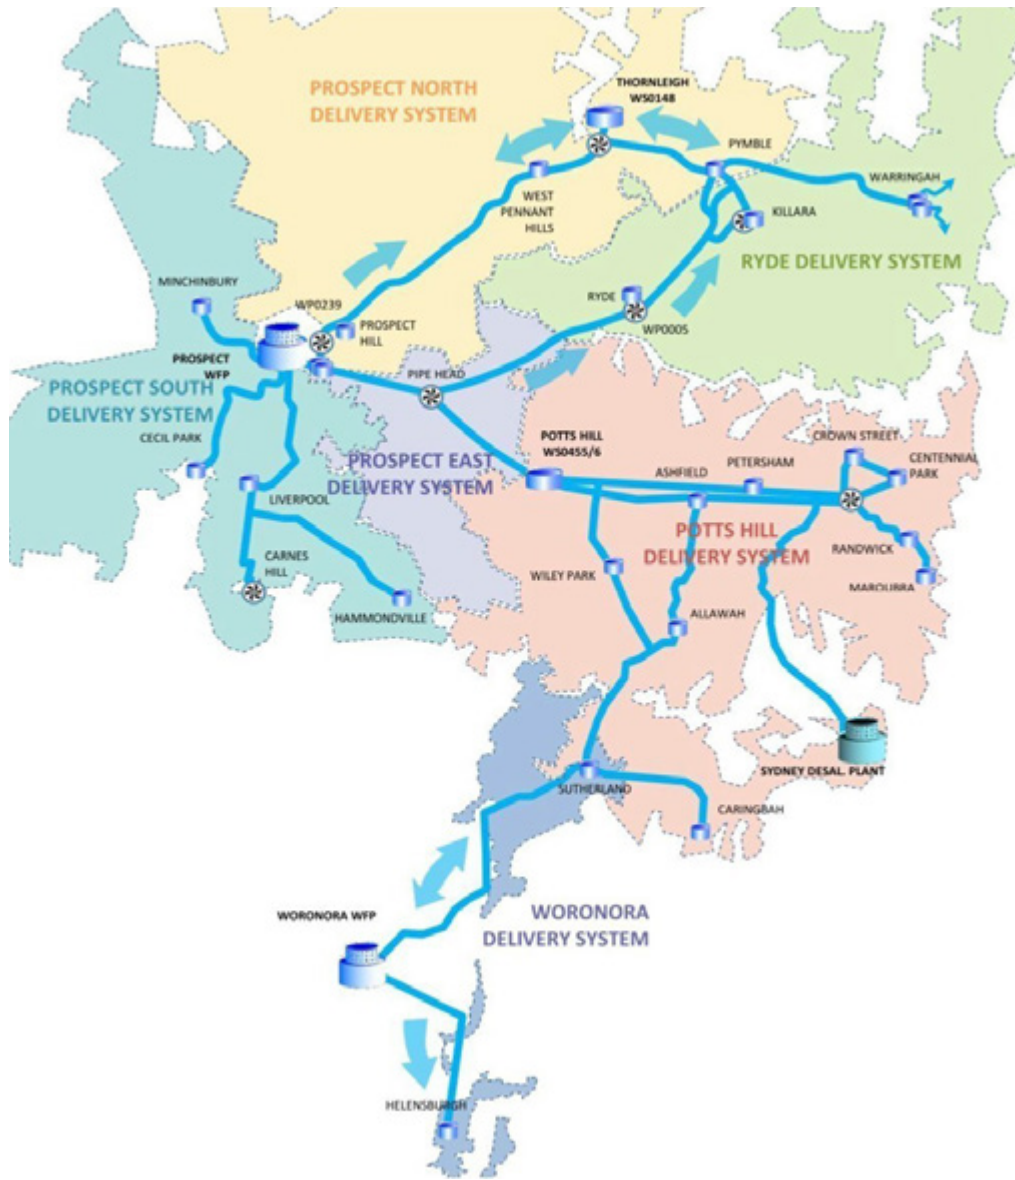 PROSPECT NORTH
DELIVERY SYSTEM
THORNLEIGH
WS0148
PYMBLE
WARRINGAH
WEST
PENNANT
HILLS
KILLARA
RYDE DELIVERY SYSTEM
MINCHINBURY
WP0239
RYDE
WP0005
PROSPECT
HILL
PROSPECT
WFP
PIPE HEAD
PROSPECT SOUTH
DELIVERY SYSTEM
CECIL PARK
POTTS HILL
WS0455/6
CROWN STREET
CENTENNIAL
PARK
PETERSHAM
ASHFIELD
PROSPECT EAST
DELIVERY SYSTEM
LIVERPOOL
POTTS HILL
DELIVERY SYSTEM
RANDWICK
CARNES
HILL
WILEY PARK
MAROUBRA
HAMMONDVILLE
ALLAWAH
SYDNEY DESAL. PLANT
SUTHERLAND
CARINGBAH
WORONORA WFP
WORONORA
DELIVERY SYSTEM
HELENSBURGH